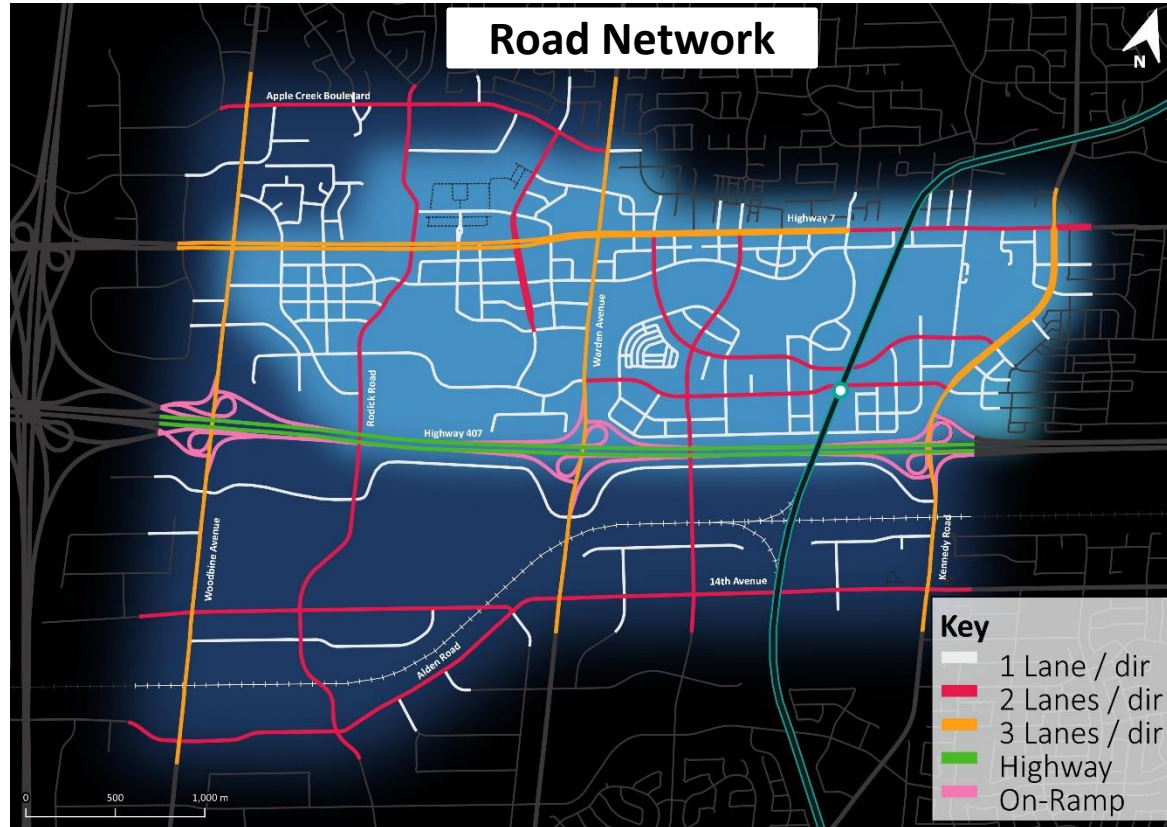 Road Network
N
Apple Creek Boulevard
Highway 7
Warden Avenue
Rodick Road
Highway 407
Woodbine Avenue
Kennedy Road
14th Avenue
Alden Road
Key
1 Lane / dir
2 Lanes / dir
3 Lanes / dir
Highway
On-Ramp
0 500 1,000 m